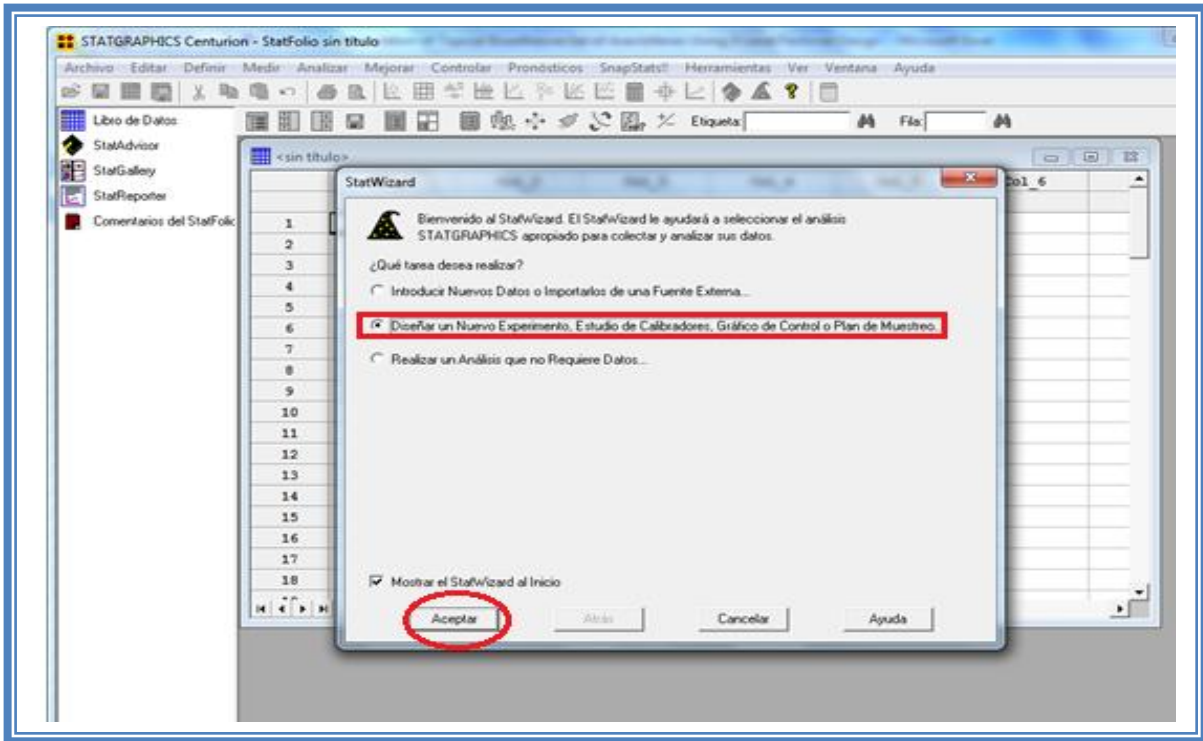 STATGRAPHICS Centurion - StatFolio sin título
Archivo Editar Definir Medir Analizar Mejorar Controlar Pronósticos SnapStats!! Herramientas Ver Ventana Ayuda
Etiqueta: Fila:
Libro de Datos
StatAdvisor
StatGallery
StatReporter
Comentarios del StatFolio
<sin título>
Col_6
StatWizard
Bienvenido al StatWizard. El StatWizard le ayudará a seleccionar el análisis
STATGRAPHICS apropiado para colectar y analizar sus datos.
¿Qué tarea desea realizar?
Introducir Nuevos Datos o Importarlos de una Fuente Externa...
Diseñar un Nuevo Experimento, Estudio de Calibradores, Gráfico de Control o Plan de Muestreo.
Realizar un Análisis que no Requiere Datos...
Mostrar el StatWizard al Inicio
Aceptar Atrás Cancelar Ayuda
1
2
3
4
5
6
7
8
9
10
11
12
13
14
15
16
17
18